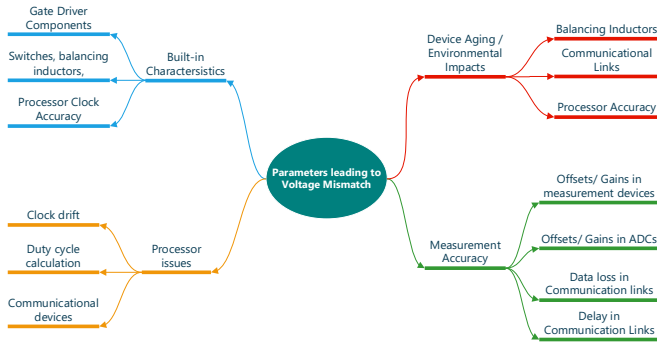 Gate Driver
Components
Switches, balancing
inductors,
Processor Clock
Accuracy
Built-in
Charactersistics
Parameters leading to
Voltage Mismatch
Clock drift
Duty cycle
calculation
Communicational
devices
Processor
issues
Device Aging /
Environmental
Impacts
Balancing Inductors
Communicational
Links
Processor Accuracy
Measurement
Accuracy
Offsets/ Gains in
measurement devices
Offsets/ Gains in ADCs
Data loss in
Communication links
Delay in
Communication Links